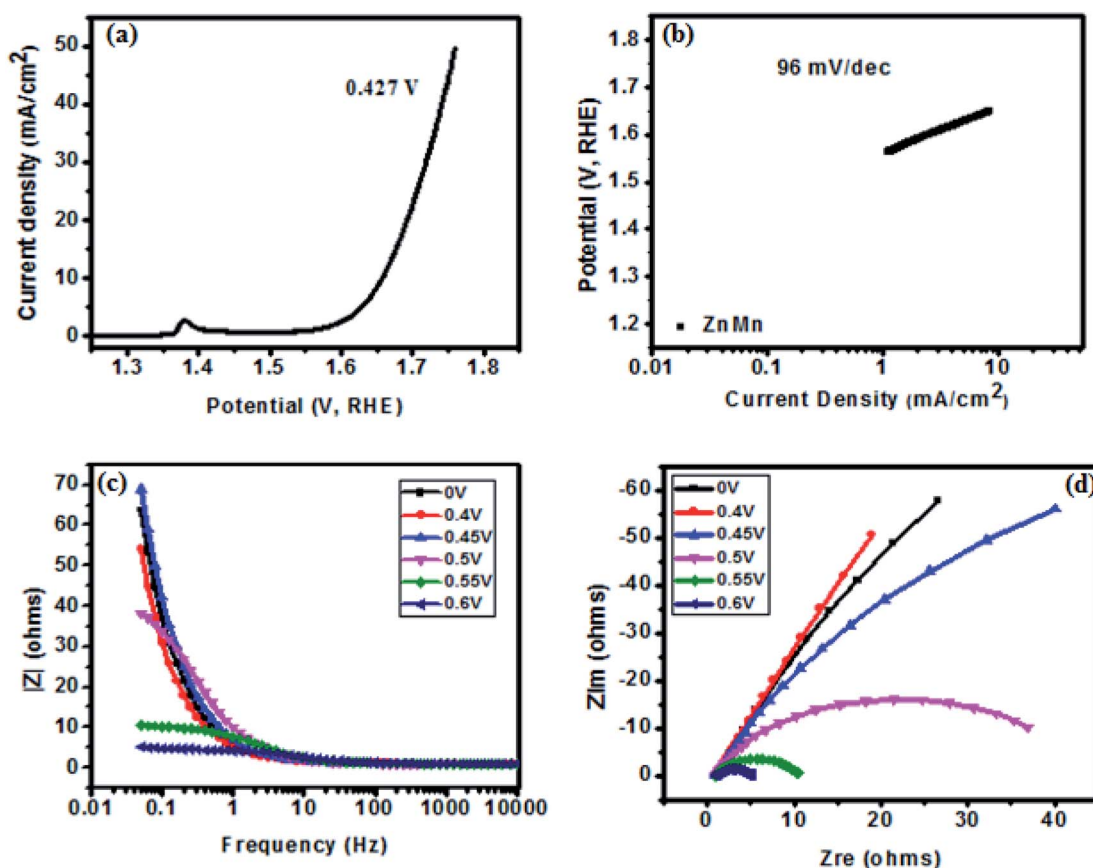 (a)
50
40
30
20
10
0
0.427 V
Current density (mA/cm²)
1.3 1.4 1.5 1.6 1.7 1.8
Potential (V, RHE)
(b)
1.8
1.7
1.6
1.5
1.4
1.3
1.2
96 mV/dec
ZnMn
Potential (V, RHE)
0.01 0.1 1 10
Current Density (mA/cm²)
(c)
70
60
50
40
30
20
10
0
0V
0.4V
0.45V
0.5V
0.55V
0.6V
|Z| (ohms)
0.01 0.1 1 10 100 1000 10000
Frequency (Hz)
(d)
-60
-50
-40
-30
-20
-10
0
0V
0.4V
0.45V
0.5V
0.55V
0.6V
ZIm (ohms)
0 10 20 30 40
Zre (ohms)